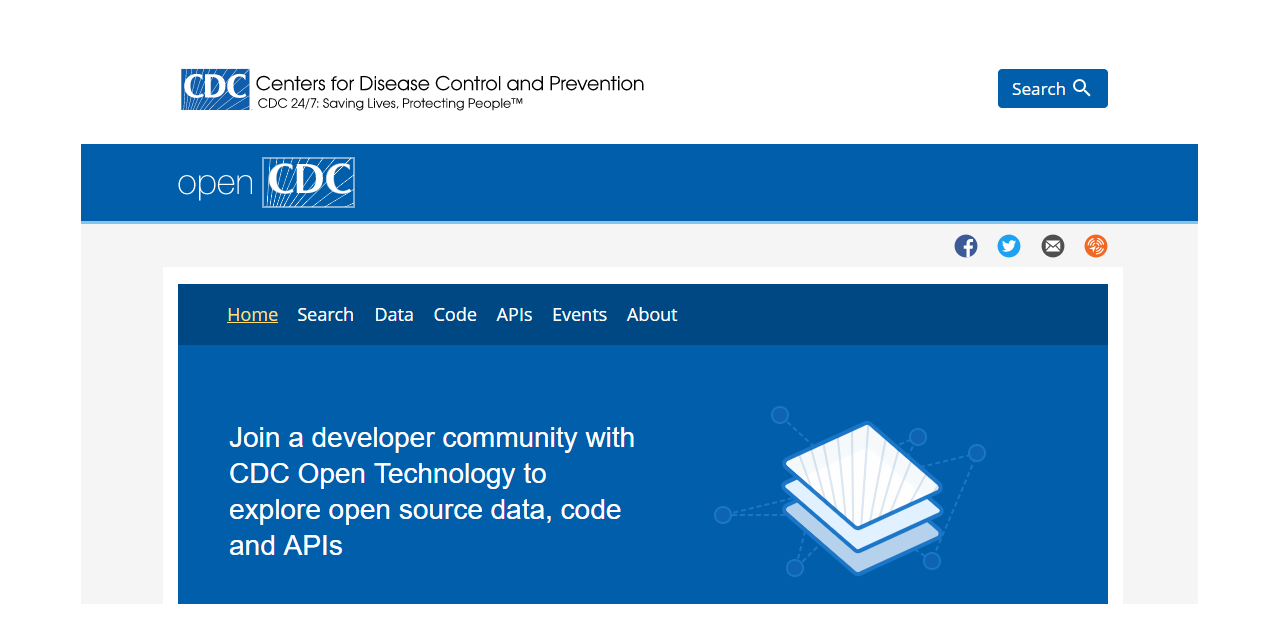 CDC Centers for Disease Control and Prevention
CDC 24/7: Saving Lives, Protecting People™
Search
open CDC
Home Search Data Code APIs Events About
Join a developer community with
CDC Open Technology to
explore open source data, code
and APIs